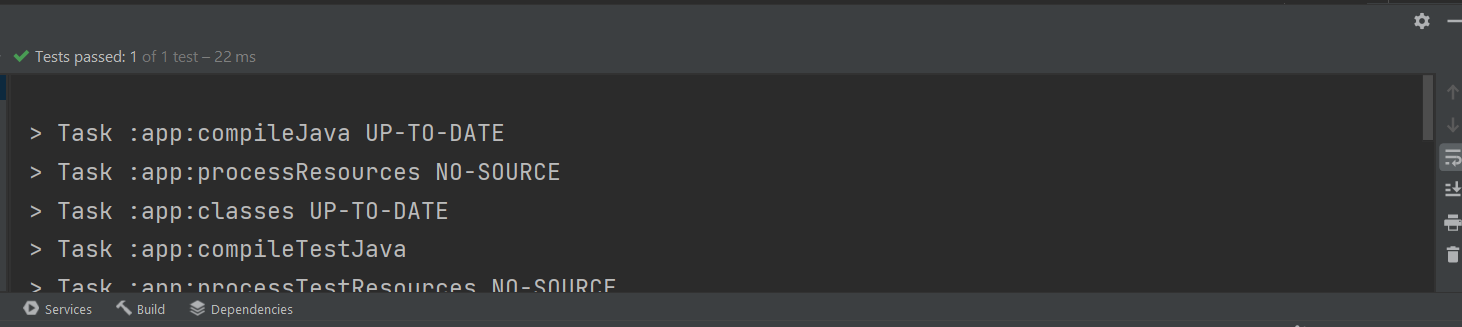 Tests passed: 1 of 1 test – 22 ms
> Task :app:compileJava UP-TO-DATE
> Task :app:processResources NO-SOURCE
> Task :app:classes UP-TO-DATE
> Task :app:compileTestJava
> Task :app:processTestResources NO-SOURCE
Services Build Dependencies